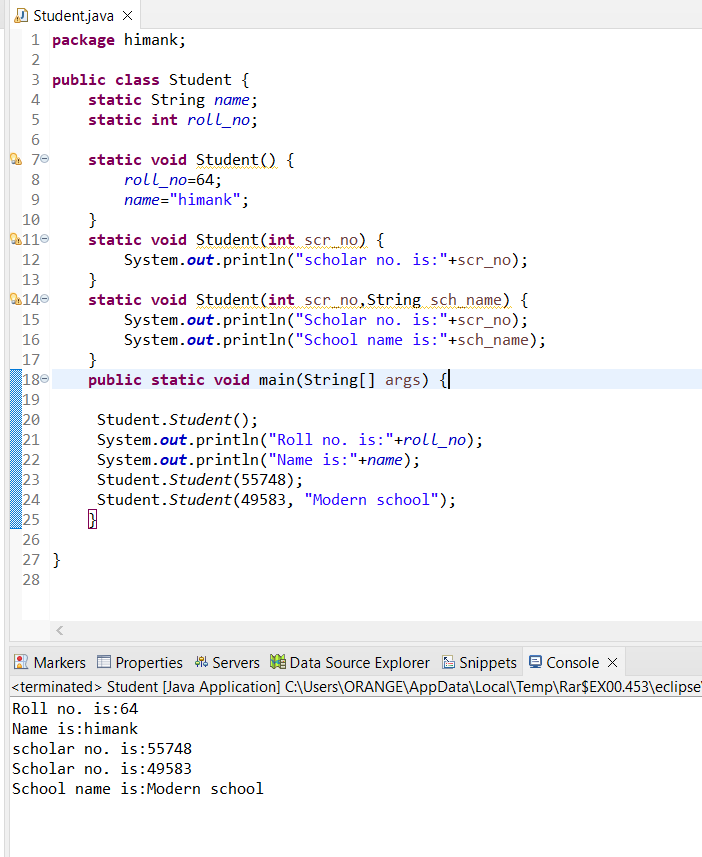 Student.java
1 package himank;
2
3 public class Student {
4 static String name;
5 static int roll_no;
6
7 static void Student() {
8 roll_no=64;
9 name="himank";
10 }
11 static void Student(int scr_no) {
12 System.out.println("scholar no. is:"+scr_no);
13 }
14 static void Student(int scr_no,String sch_name) {
15 System.out.println("Scholar no. is:"+scr_no);
16 System.out.println("School name is:"+sch_name);
17 }
18 public static void main(String[] args) {
19
20 Student.Student();
21 System.out.println("Roll no. is:"+roll_no);
22 System.out.println("Name is:"+name);
23 Student.Student(55748);
24 Student.Student(49583, "Modern school");
25 }
26
27 }
28
Markers Properties Servers Data Source Explorer Snippets Console
<terminated> Student [Java Application] C:\Users\ORANGE\AppData\Local\Temp\Rar$EX00.453\eclipse\
Roll no. is:64
Name is:himank
scholar no. is:55748
Scholar no. is:49583
School name is:Modern school